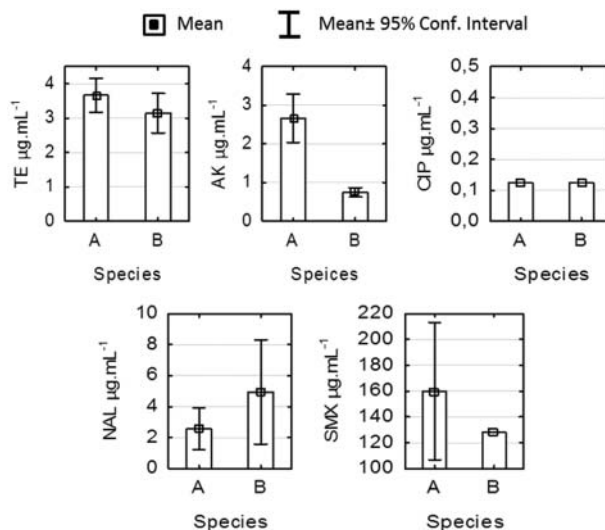 Mean Mean± 95% Conf. Interval
TE µg.mL⁻¹
4
3
2
1
0
A B
Species
AK µg.mL⁻¹
4
3
2
1
0
A B
Speices
CIP µg.mL⁻¹
0,5
0,4
0,3
0,2
0,1
0,0
A B
Species
NAL µg.mL⁻¹
10
8
6
4
2
0
A B
Species
SMX µg.mL⁻¹
220
200
180
160
140
120
100
A B
Species